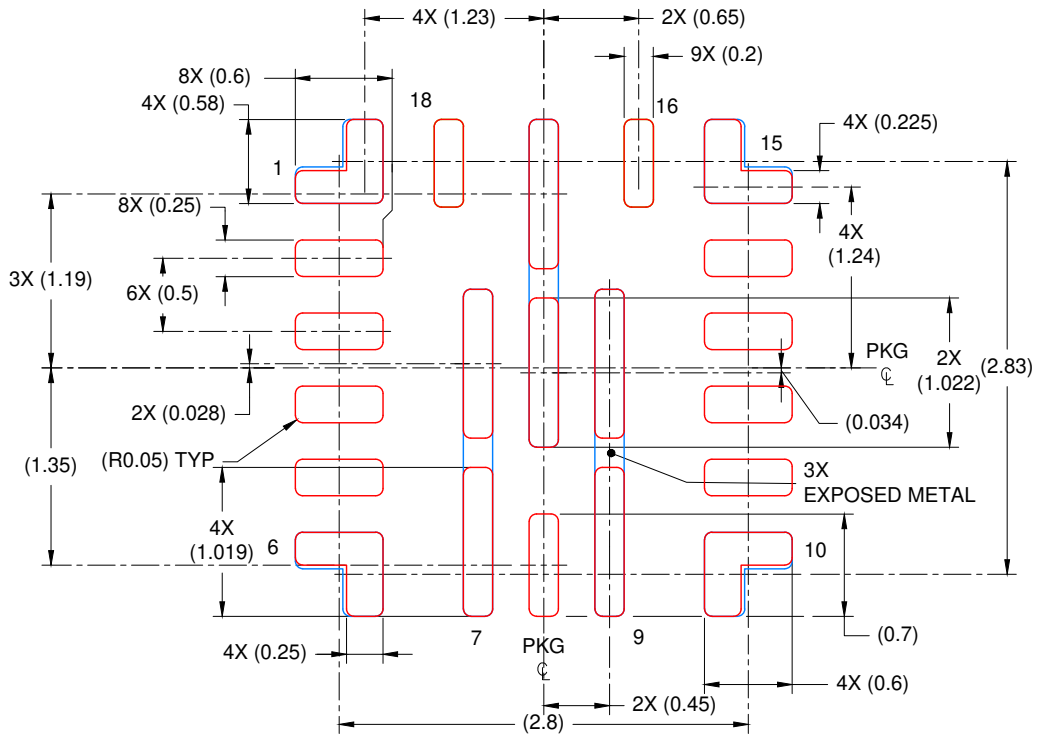 4X (1.23)
2X (0.65)
9X (0.2)
8X (0.6)
4X (0.58)
18
16
4X (0.225)
15
1
8X (0.25)
4X
(1.24)
3X (1.19)
6X (0.5)
PKG
℄
2X
(1.022)
(2.83)
2X (0.028)
(0.034)
(R0.05) TYP
(1.35)
3X
EXPOSED METAL
4X
(1.019)
6
10
7
PKG
℄
9
(0.7)
4X (0.25)
4X (0.6)
2X (0.45)
(2.8)